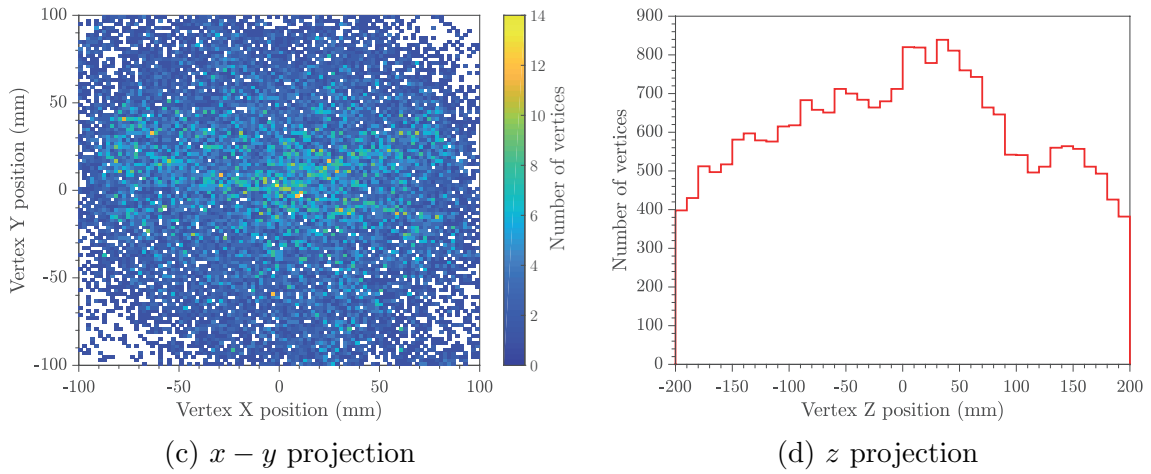 100
50
0
-50
-100
Vertex Y position (mm)
-100 -50 0 50 100
Vertex X position (mm)
14
12
10
8
6
4
2
0
Number of vertices
(c) x − y projection
900
800
700
600
500
400
300
200
100
0
Number of vertices
-200 -150 -100 -50 0 50 100 150 200
Vertex Z position (mm)
(d) z projection